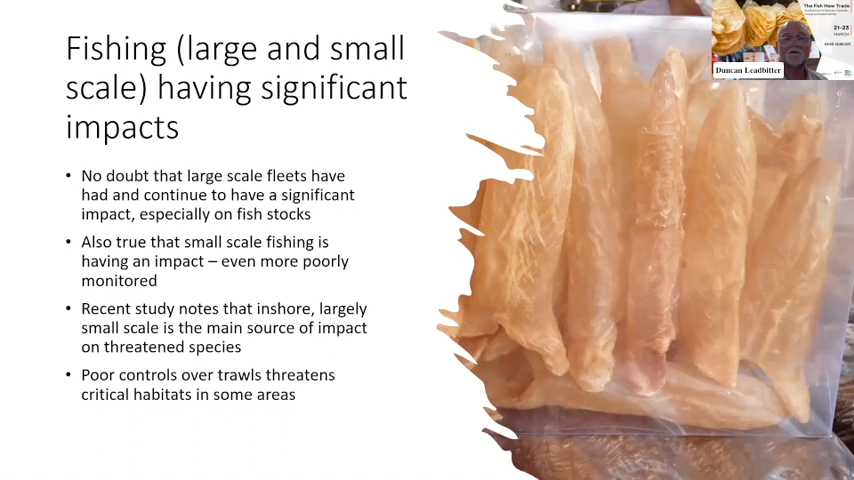 Fishing (large and small
scale) having significant
impacts
• No doubt that large scale fleets have
had and continue to have a significant
impact, especially on fish stocks
• Also true that small scale fishing is
having an impact – even more poorly
monitored
• Recent study notes that inshore, largely
small scale is the main source of impact
on threatened species
• Poor controls over trawls threatens
critical habitats in some areas
The Fish Maw Trade
21-23
MARCH
Duncan Leadbitter